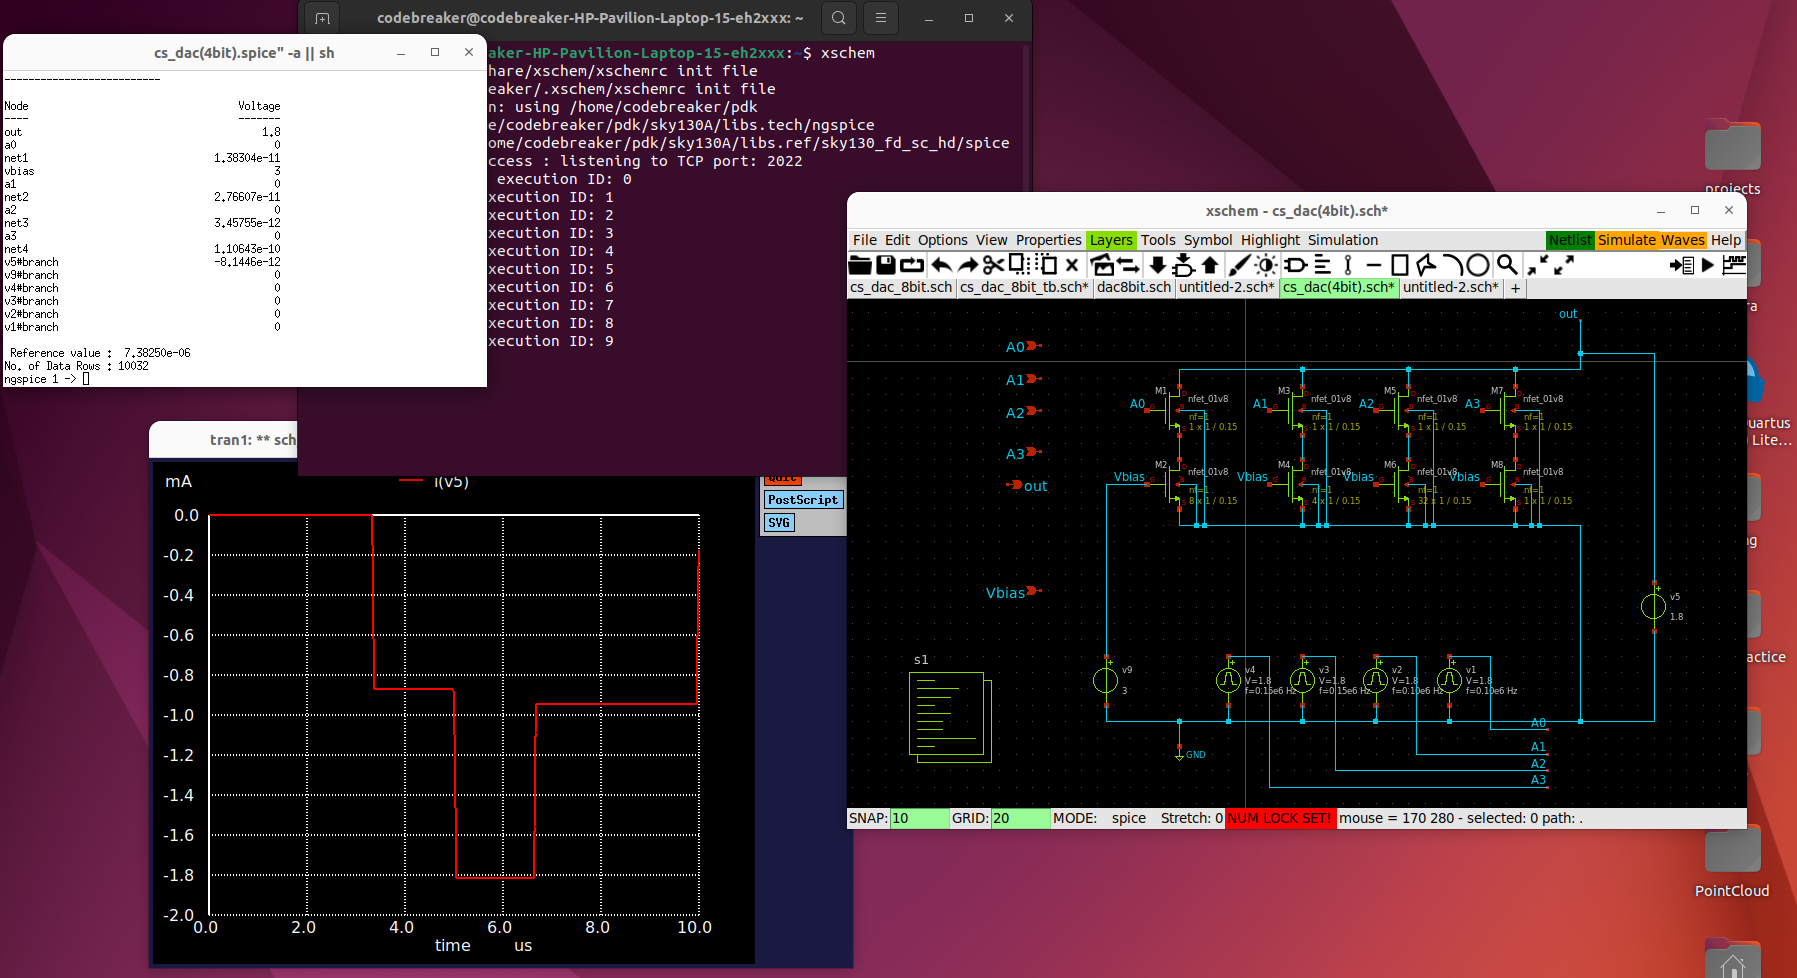 codebreaker@codebreaker-HP-Pavilion-Laptop-15-eh2xxx: ~
aker-HP-Pavilion-Laptop-15-eh2xxx:~$ xschem
hare/xschem/xschemrc init file
eaker/.xschem/xschemrc init file
n: using /home/codebreaker/pdk
e/codebreaker/pdk/sky130A/libs.tech/ngspice
ome/codebreaker/pdk/sky130A/libs.ref/sky130_fd_sc_hd/spice
ccess : listening to TCP port: 2022
execution ID: 0
xecution ID: 1
xecution ID: 2
xecution ID: 3
xecution ID: 4
xecution ID: 5
xecution ID: 6
xecution ID: 7
xecution ID: 8
xecution ID: 9
cs_dac(4bit).spice" -a || sh
---------------------------
Node Voltage
---- -------
out 1.8
a0 0
net1 1.38304e-11
vbias 3
a1 0
net2 2.76607e-11
a2 0
net3 3.45755e-12
a3 0
net4 1.10643e-10
v5#branch -8.1446e-12
v9#branch 0
v4#branch 0
v3#branch 0
v2#branch 0
v1#branch 0
Reference value : 7.38250e-06
No. of Data Rows : 10032
ngspice 1 ->
tran1: ** sch
mA
i(v5)
0.0
-0.2
-0.4
-0.6
-0.8
-1.0
-1.2
-1.4
-1.6
-1.8
-2.0
0.0 2.0 4.0 6.0 8.0 10.0
time us
Quit
PostScript
SVG
xschem - cs_dac(4bit).sch*
File Edit Options View Properties Layers Tools Symbol Highlight Simulation Netlist Simulate Waves Help
cs_dac_8bit.sch cs_dac_8bit_tb.sch* dac8bit.sch untitled-2.sch* cs_dac(4bit).sch* untitled-2.sch* +
out
A0
A1
A2
A3
out
Vbias
M1 M3 M5 M7
A0 A1 A2 A3
nfet_01v8 nfet_01v8 nfet_01v8 nfet_01v8
nf=1 nf=1 nf=1 nf=1
1 x 1 / 0.15 1 x 1 / 0.15 1 x 1 / 0.15 1 x 1 / 0.15
M2 M4 M6 M8
Vbias Vbias Vbias Vbias
nfet_01v8 nfet_01v8 nfet_01v8 nfet_01v8
nf=1 nf=1 nf=1 nf=1
8 x 1 / 0.15 4 x 1 / 0.15 32 x 1 / 0.15 1 x 1 / 0.15
v5
1.8
s1
v9
3
v4 v3 v2 v1
V=1.8 V=1.8 V=1.8 V=1.8
f=0.15e6 Hz f=0.15e6 Hz f=0.10e6 Hz f=0.10e6 Hz
A0
A1
A2
A3
GND
SNAP: 10 GRID: 20 MODE: spice Stretch: 0 NUM LOCK SET! mouse = 170 280 - selected: 0 path: .
projects
ra
uartus
Lite...
ng
actice
PointCloud